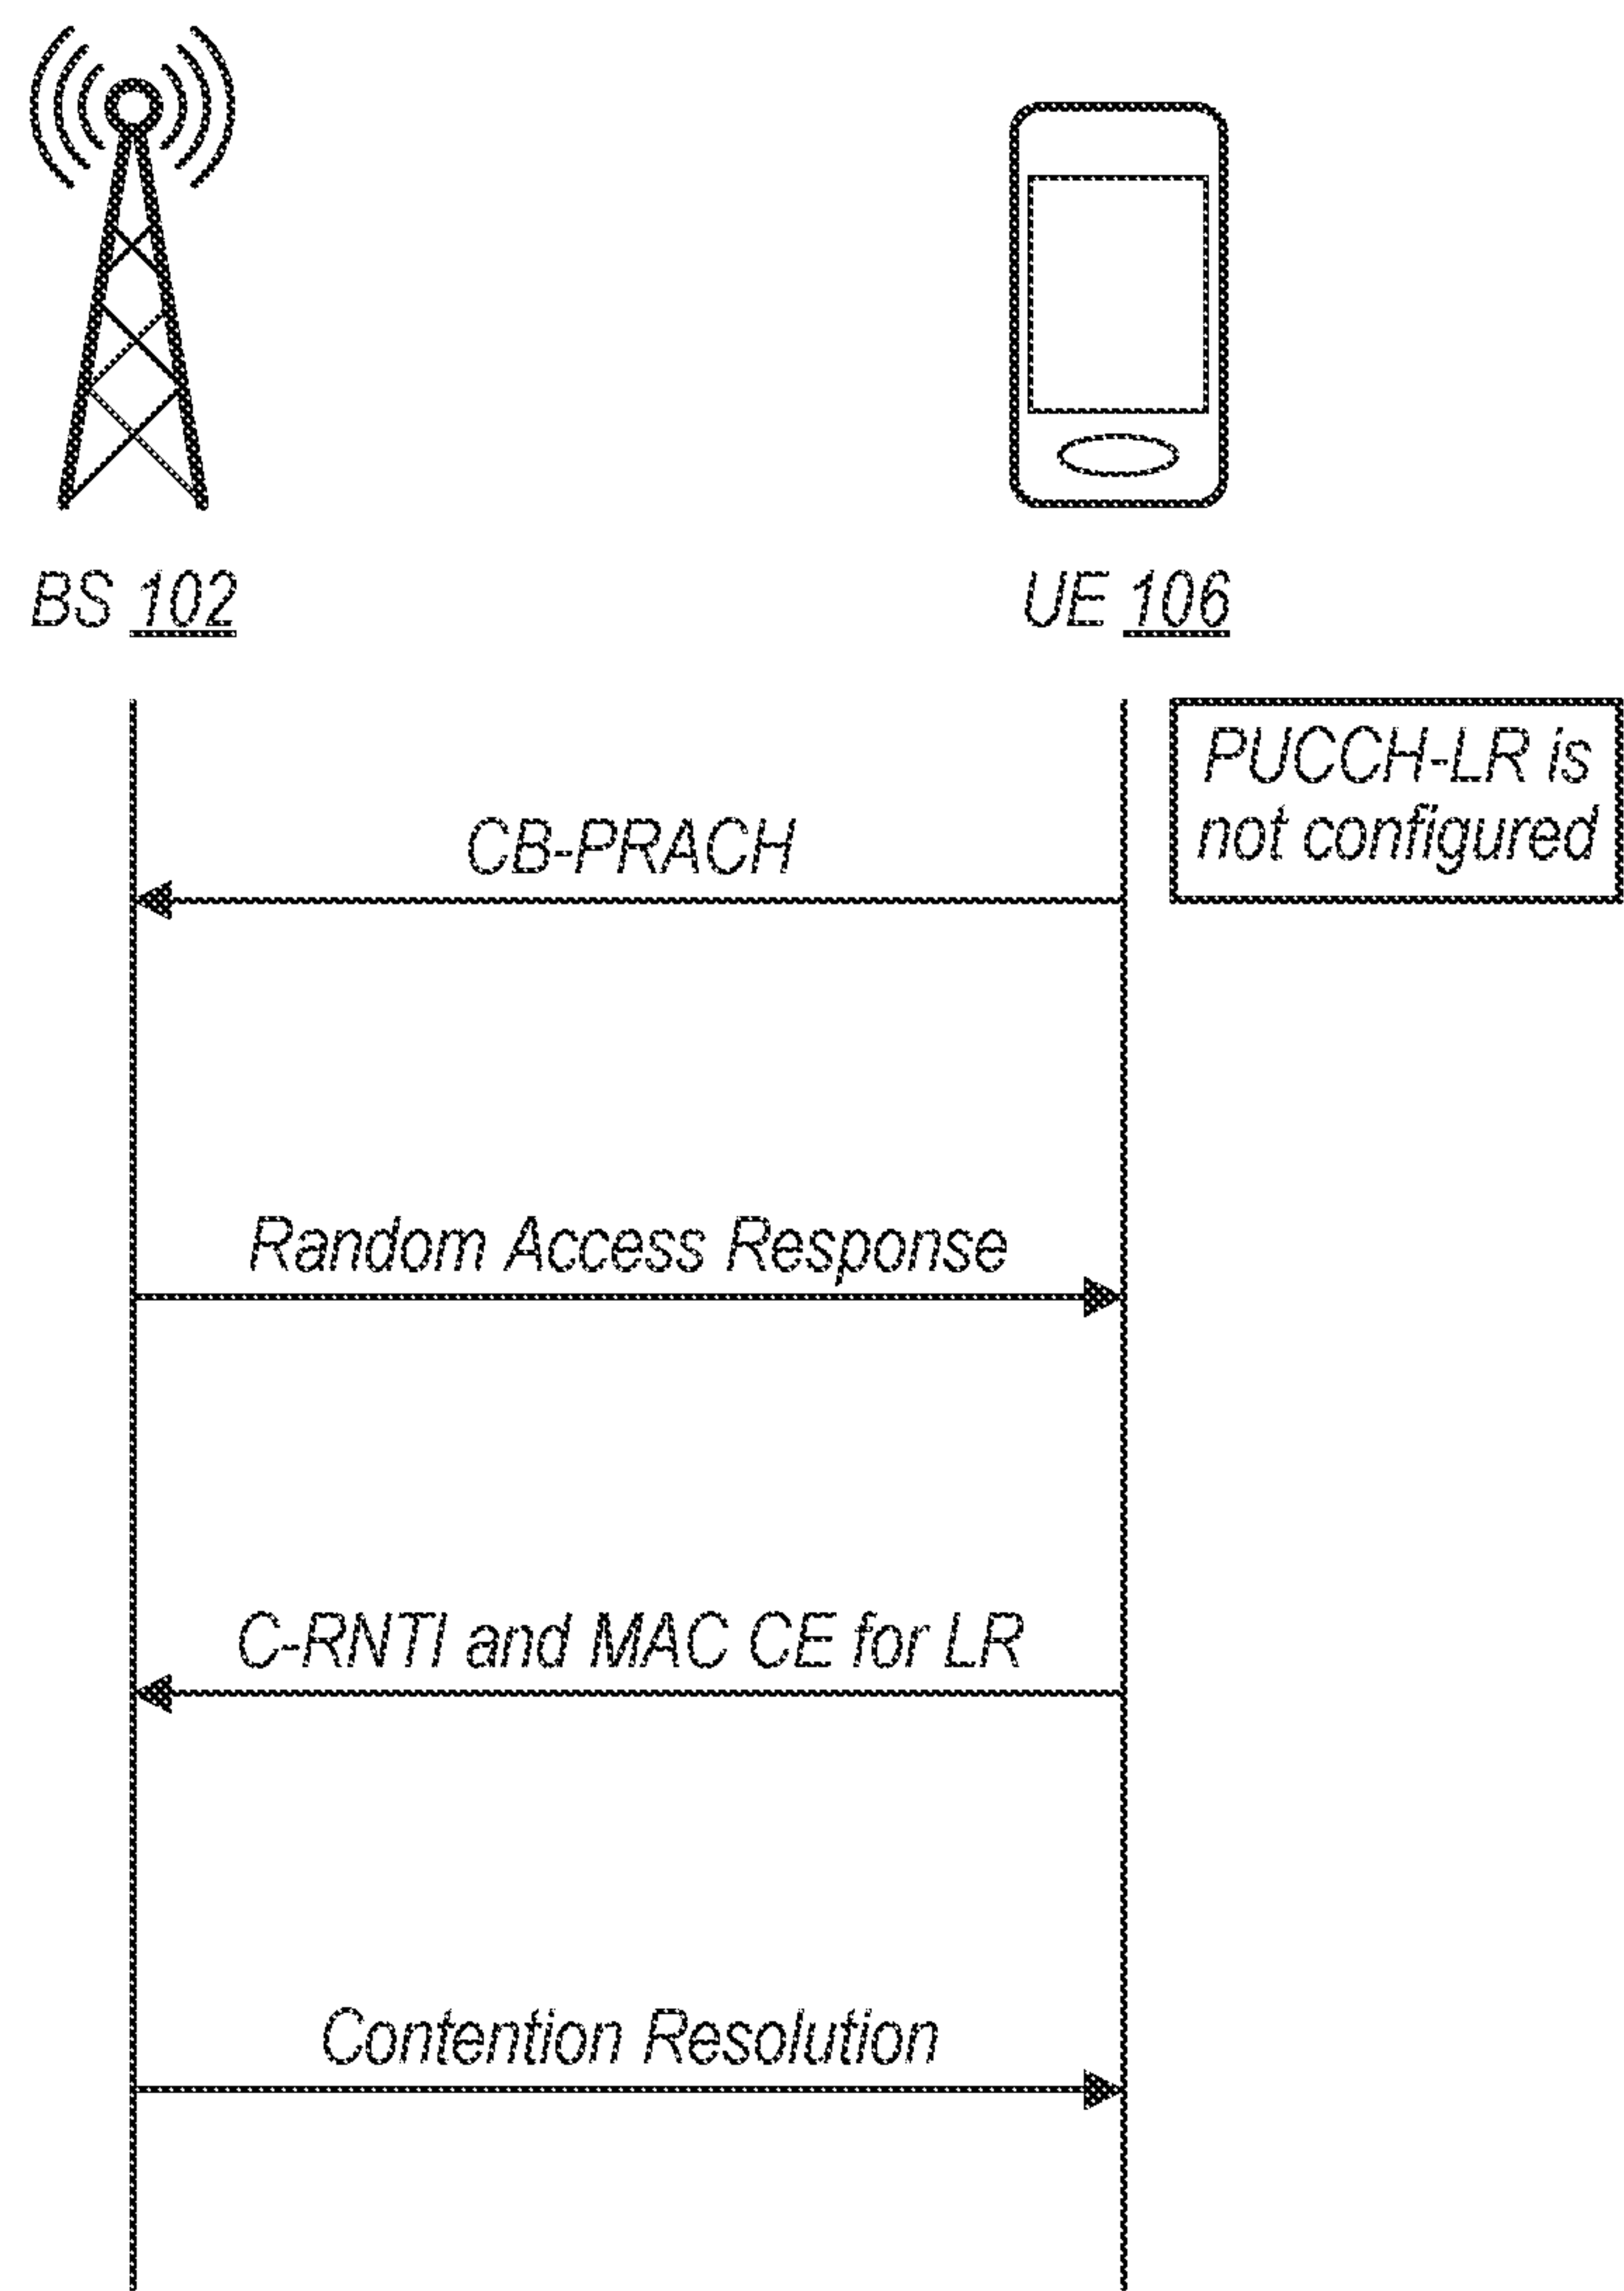 BS 102
UE 106
PUCCH-LR is
not configured
CB-PRACH
Random Access Response
C-RNTI and MAC CE for LR
Contention Resolution